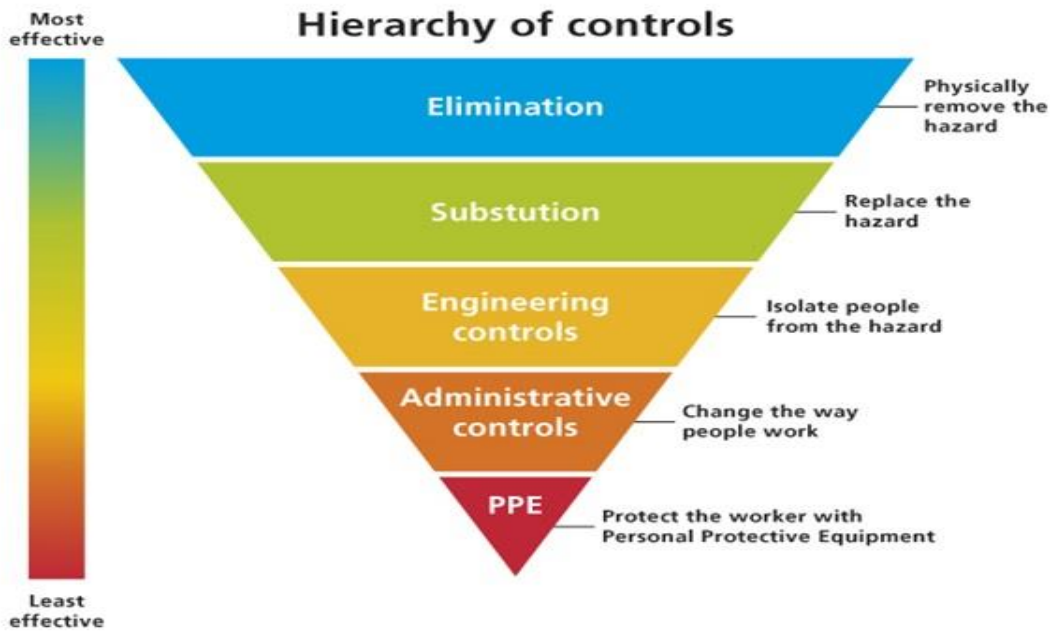 Most
effective
Hierarchy of controls
Elimination
Physically
remove the
hazard
Substution
Replace the
hazard
Engineering
controls
Isolate people
from the hazard
Administrative
controls
Change the way
people work
PPE
Protect the worker with
Personal Protective Equipment
Least
effective